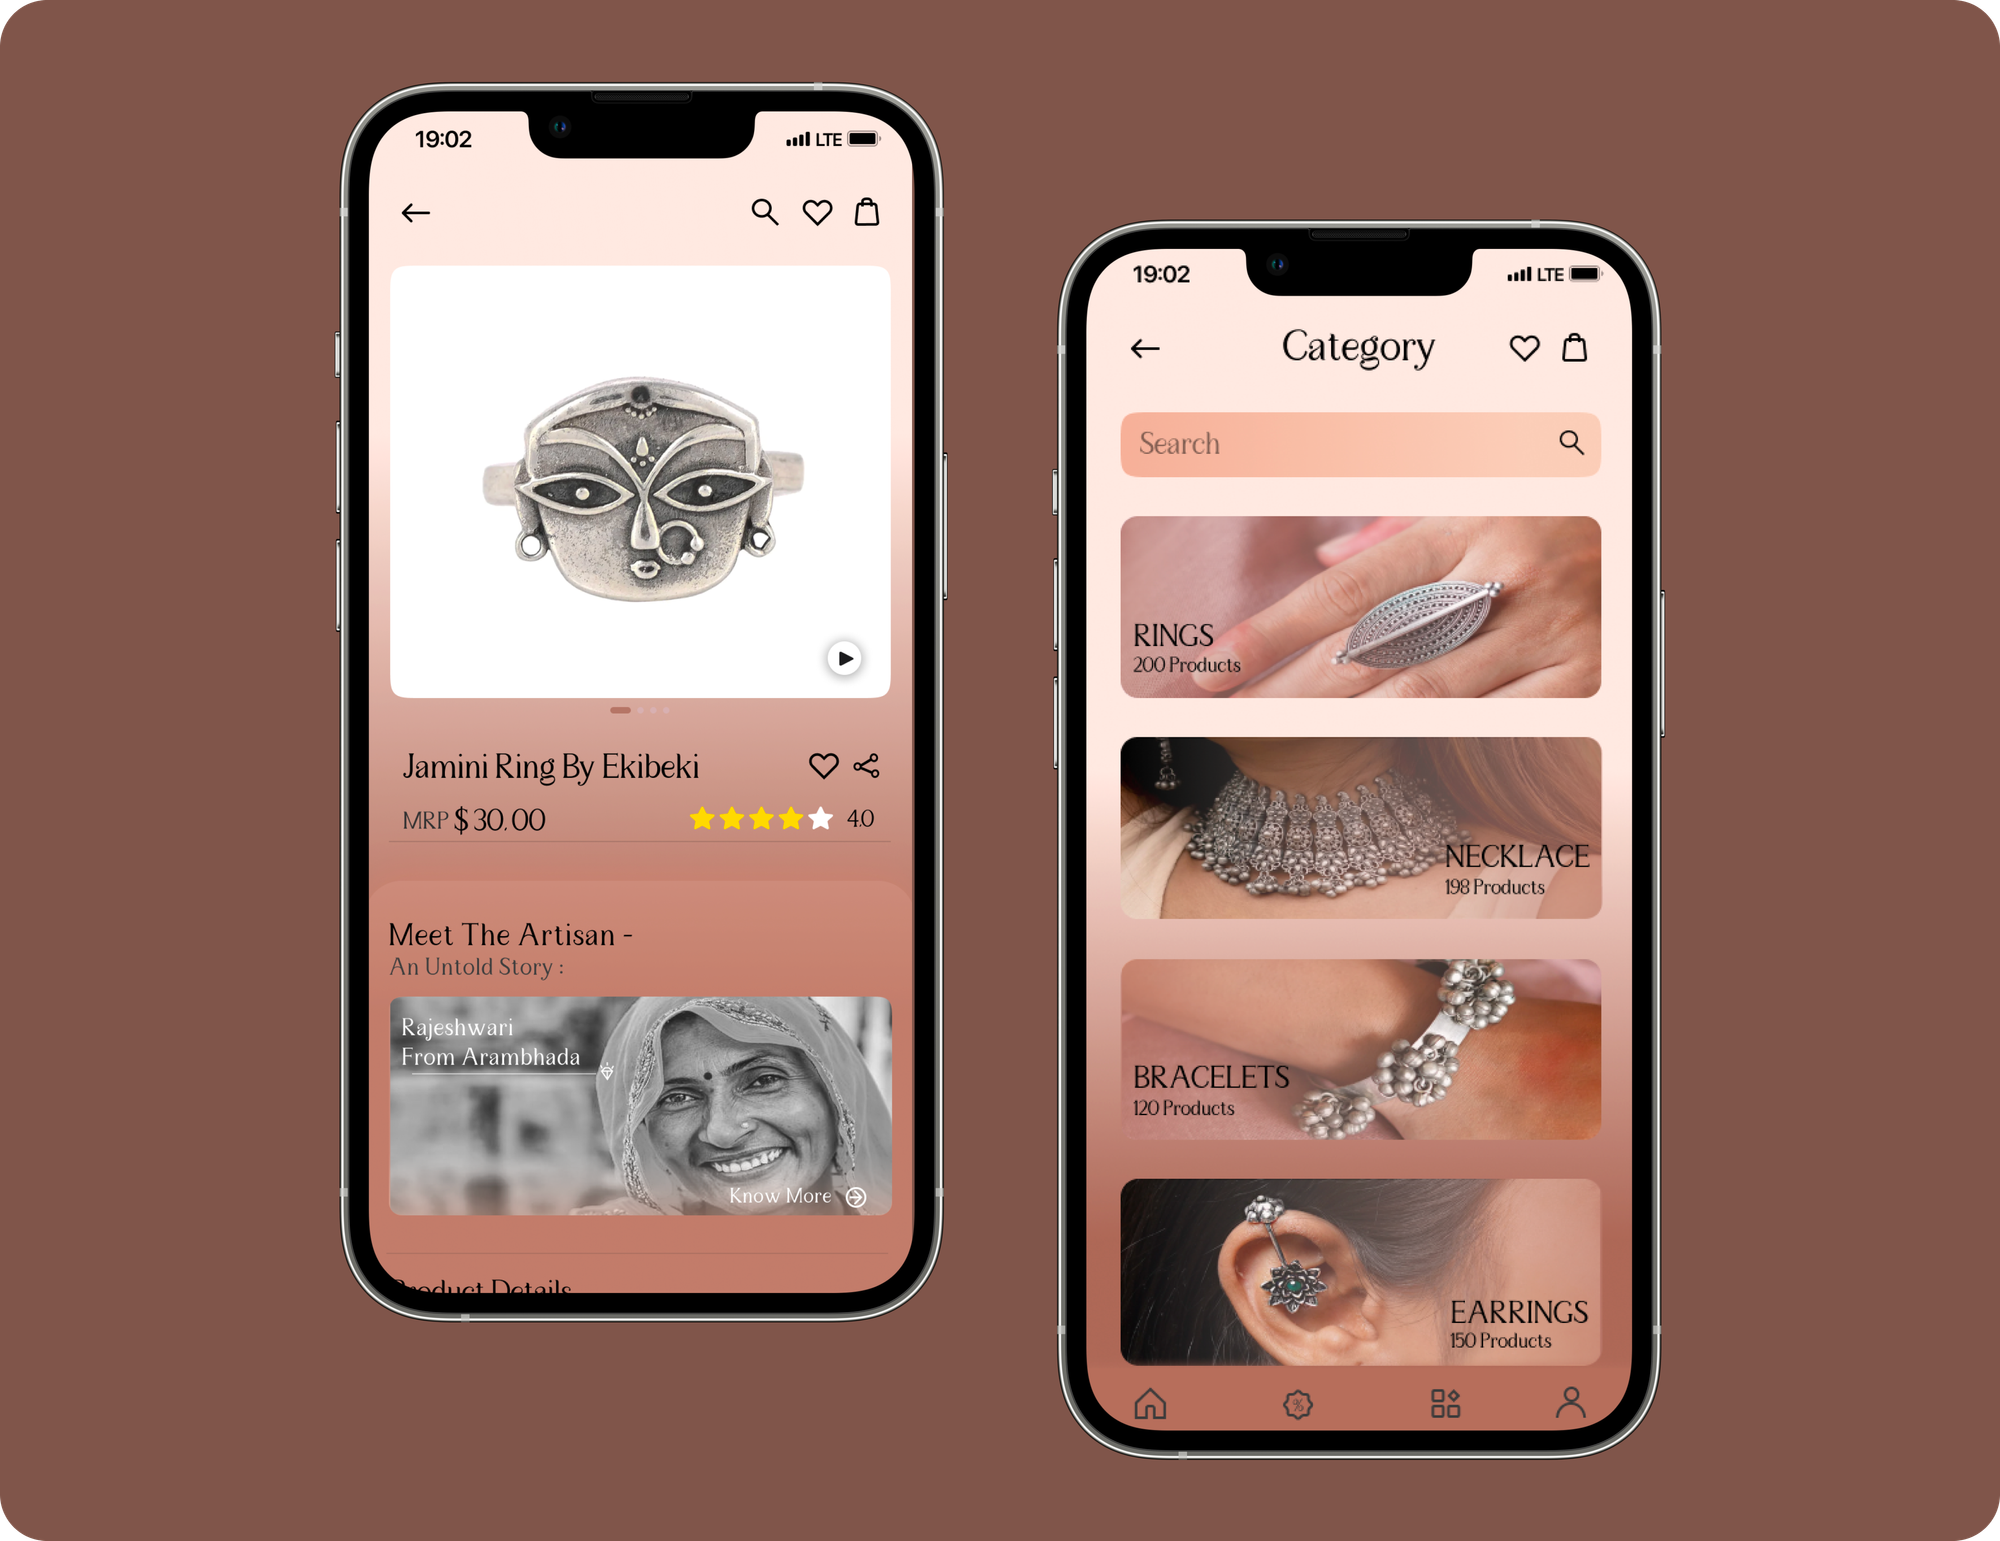 19:02
LTE
Jamini Ring By Ekibeki
MRP $ 30.00
4.0
Meet The Artisan -
An Untold Story :
Rajeshwari
From Arambhada
Know More
Product Details
19:02
LTE
Category
Search
RINGS
200 Products
NECKLACE
198 Products
BRACELETS
120 Products
EARRINGS
150 Products
%